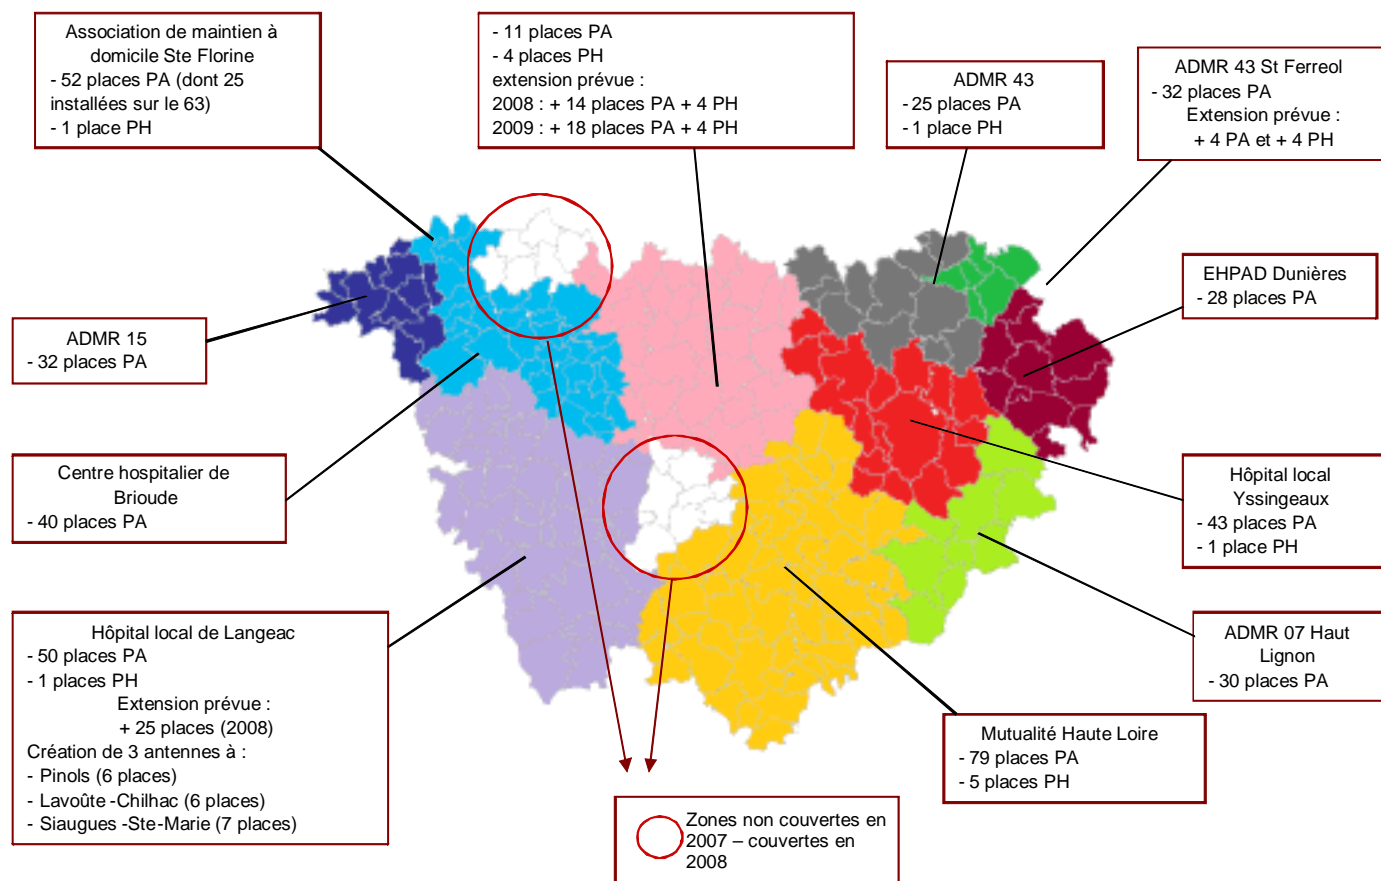 Association de maintien à
domicile Ste Florine
- 52 places PA (dont 25
installées sur le 63)
- 1 place PH
- 11 places PA
- 4 places PH
extension prévue :
2008 : + 14 places PA + 4 PH
2009 : + 18 places PA + 4 PH
ADMR 43
- 25 places PA
- 1 place PH
ADMR 43 St Ferreol
- 32 places PA
Extension prévue :
+ 4 PA et + 4 PH
EHPAD Dunières
- 28 places PA
ADMR 15
- 32 places PA
Centre hospitalier de
Brioude
- 40 places PA
Hôpital local
Yssingeaux
- 43 places PA
- 1 place PH
Hôpital local de Langeac
- 50 places PA
- 1 places PH
Extension prévue :
+ 25 places (2008)
Création de 3 antennes à :
- Pinols (6 places)
- Lavoûte -Chilhac (6 places)
- Siaugues -Ste-Marie (7 places)
ADMR 07 Haut
Lignon
- 30 places PA
Mutualité Haute Loire
- 79 places PA
- 5 places PH
Zones non couvertes en
2007 – couvertes en
2008